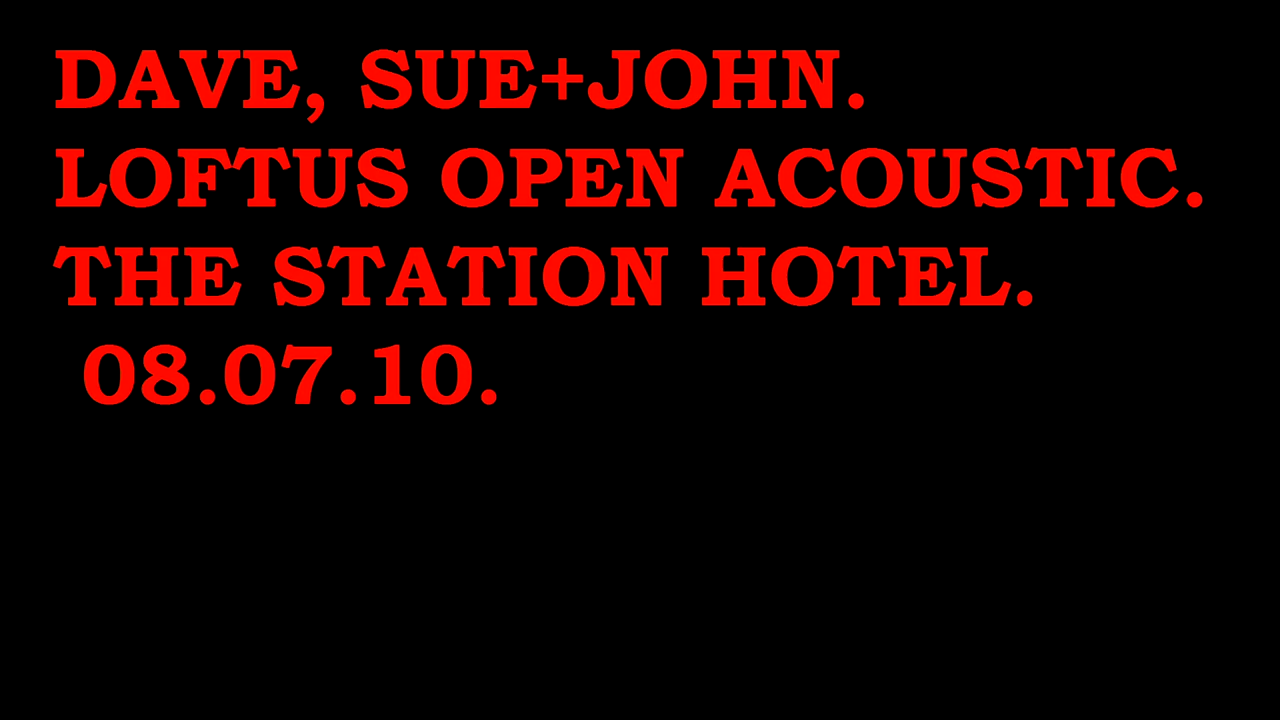 DAVE, SUE+JOHN.
LOFTUS OPEN ACOUSTIC.
THE STATION HOTEL.
08.07.10.